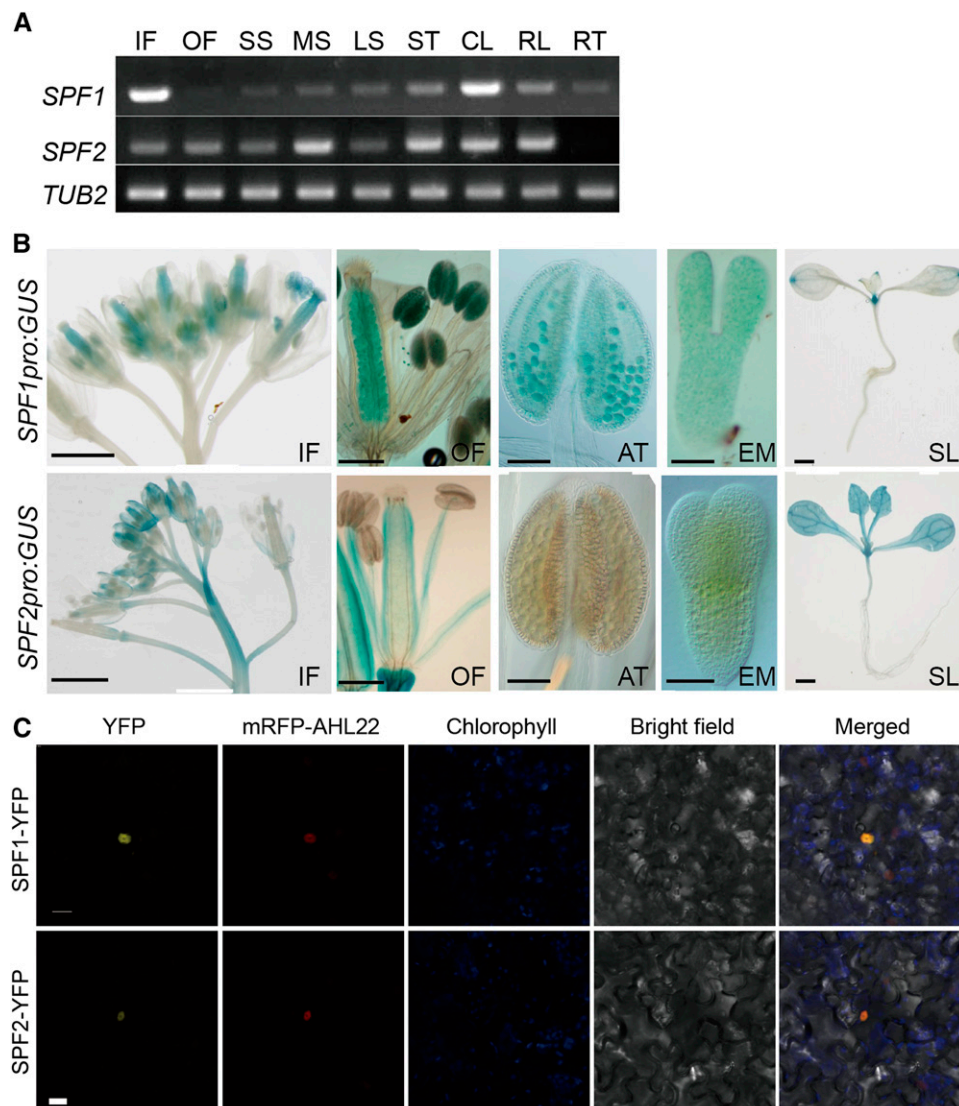 A
IF OF SS MS LS ST CL RL RT
SPF1
SPF2
TUB2
B
SPF1pro:GUS
IF
OF
AT
EM
SL
SPF2pro:GUS
IF
OF
AT
EM
SL
C
YFP mRFP-AHL22 Chlorophyll Bright field Merged
SPF1-YFP
SPF2-YFP